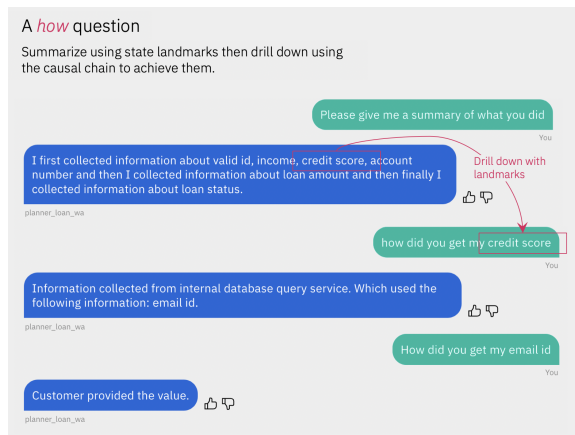 A how question
Summarize using state landmarks then drill down using
the causal chain to achieve them.
Please give me a summary of what you did
You
I first collected information about valid id, income, credit score, account
number and then I collected information about loan amount and then finally I
collected information about loan status.
planner_loan_wa
Drill down with
landmarks
how did you get my credit score
You
Information collected from internal database query service. Which used the
following information: email id.
planner_loan_wa
How did you get my email id
You
Customer provided the value.
planner_loan_wa